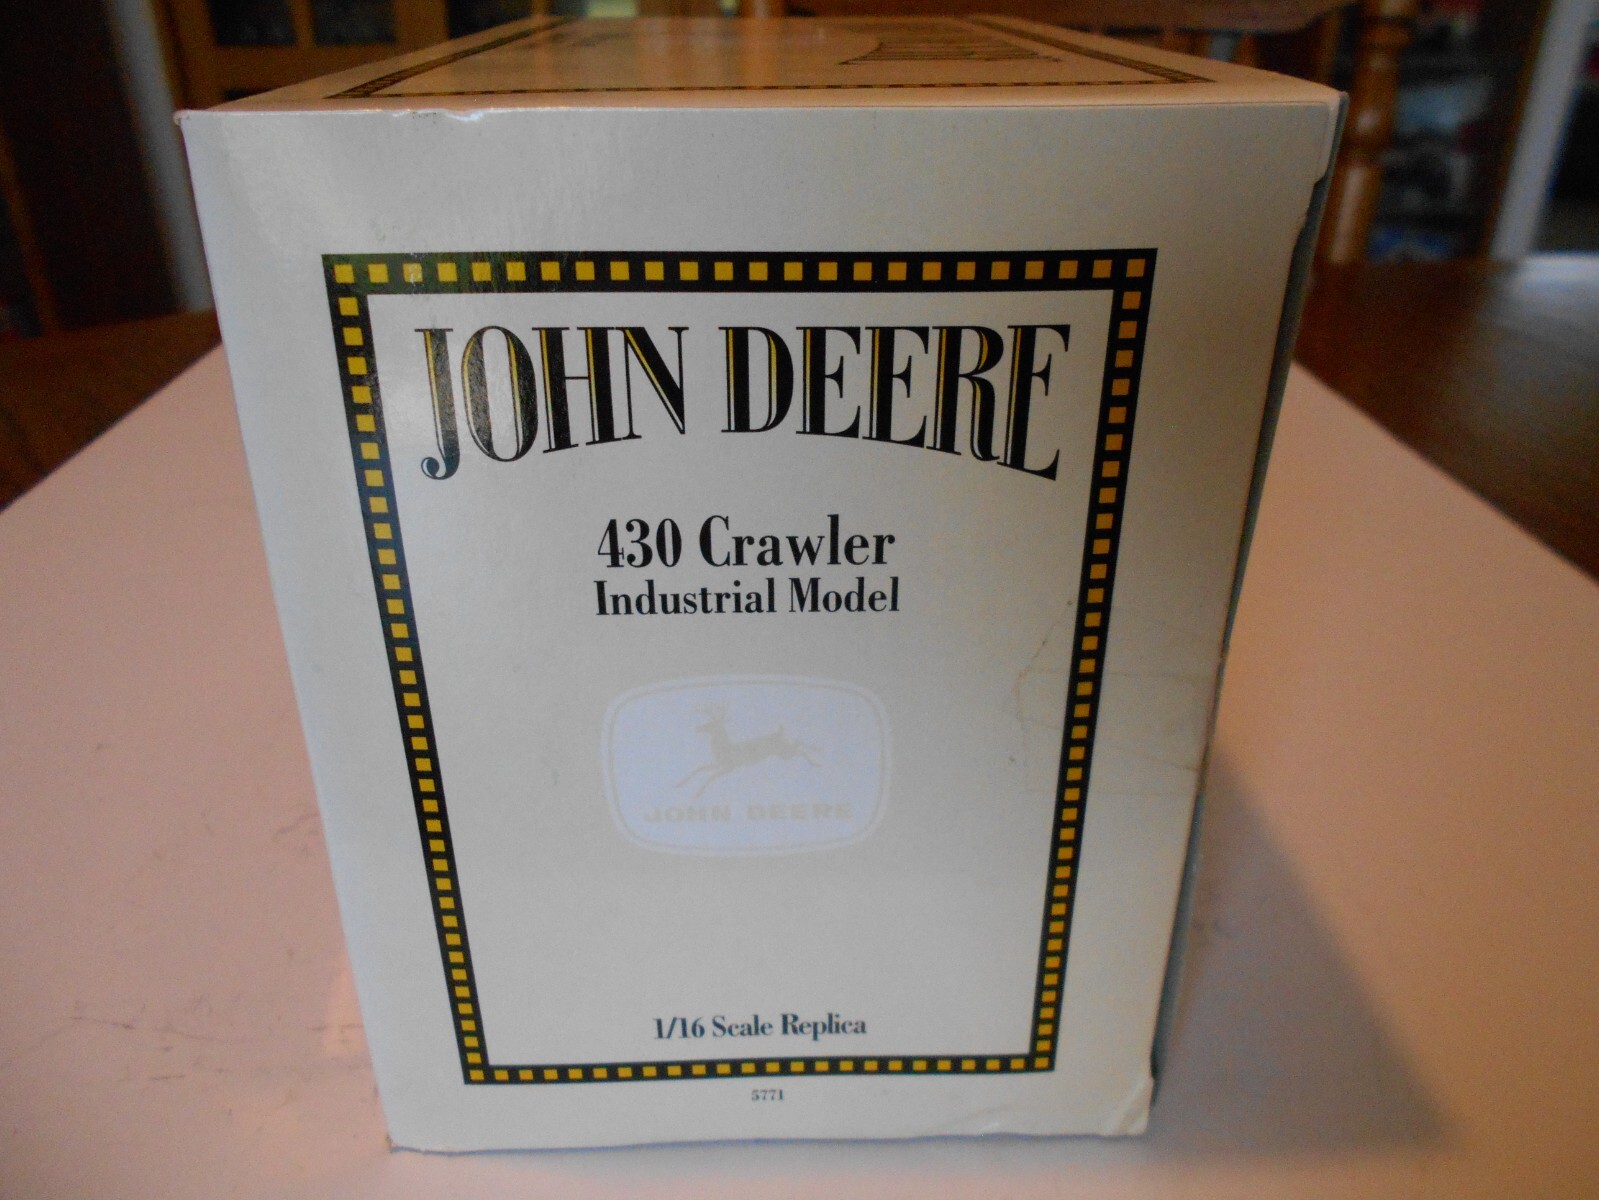 JOHN DEERE
430 Crawler
Industrial Model
JOHN DEERE
1/16 Scale Replica
5771